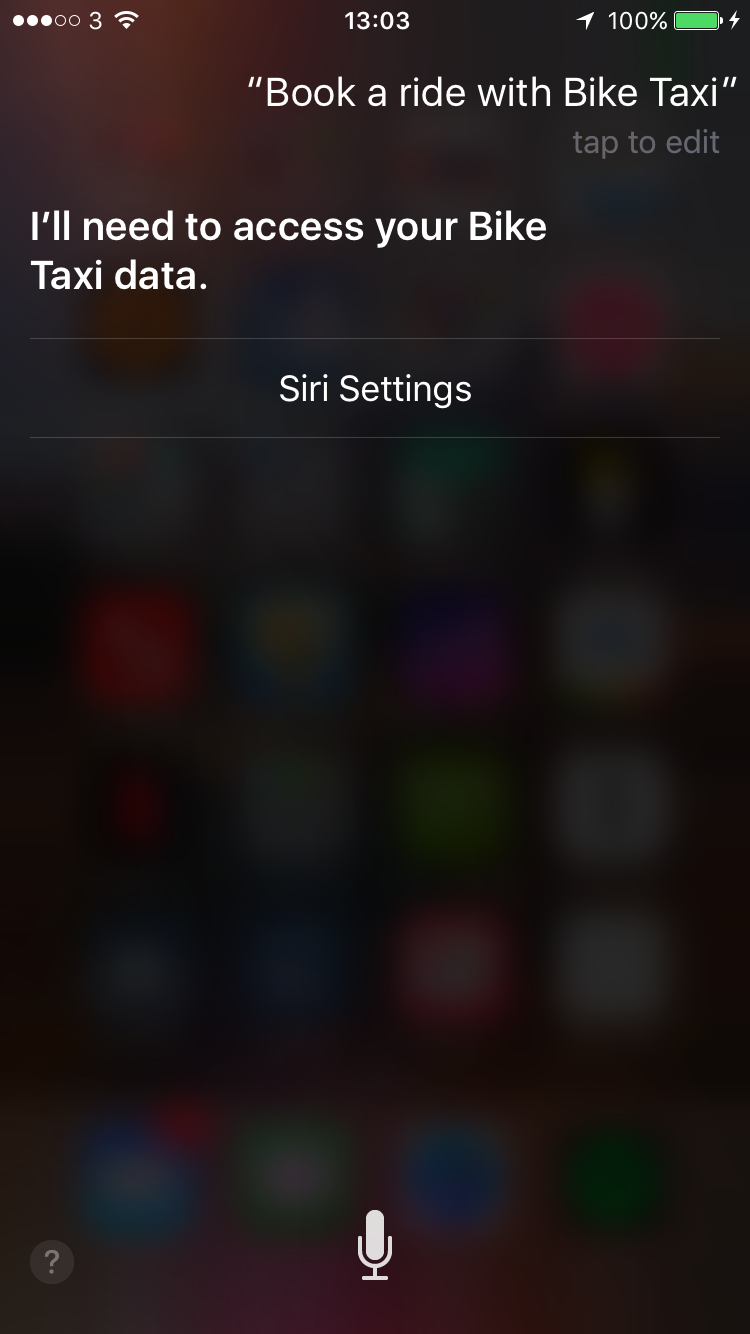 3 13:03 100%
“Book a ride with Bike Taxi”
tap to edit
I’ll need to access your Bike
Taxi data.
Siri Settings
?